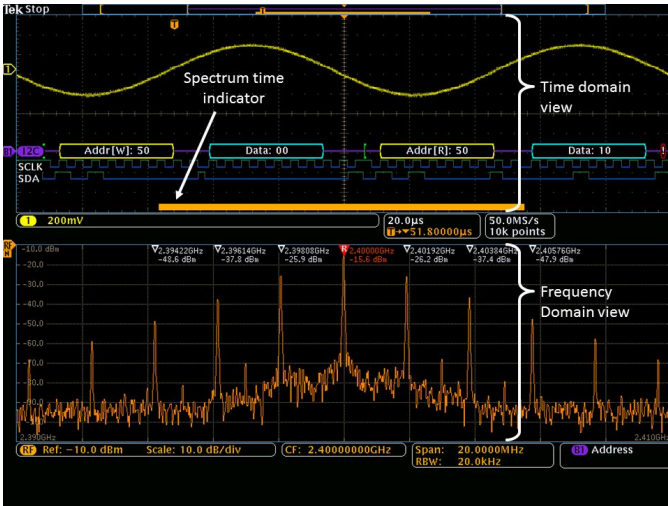 Tek Stop
T
T
1
Spectrum time
indicator
Time domain
view
B1 I2C Addr[W]: 50 Data: 00 Addr[R]: 50 Data: 10 !
SCLK
SDA
1 200mV 20.0µs 50.0MS/s
T→▼51.80000µs 10k points
-10.0 dBm 2.39422GHz 2.39614GHz 2.39808GHz R 2.40000GHz 2.40192GHz 2.40384GHz 2.40576GHz
-48.6 dBm -37.8 dBm -25.9 dBm -15.6 dBm -26.2 dBm -37.4 dBm -47.9 dBm
-20.0
-30.0
Frequency
Domain view
-40.0
-50.0
-60.0
-70.0
-80.0
-90.0
2.390GHz 2.410GHz
RF Ref: -10.0 dBm Scale: 10.0 dB/div CF: 2.40000000GHz Span: 20.0000MHz B1 Address
RBW: 20.0kHz